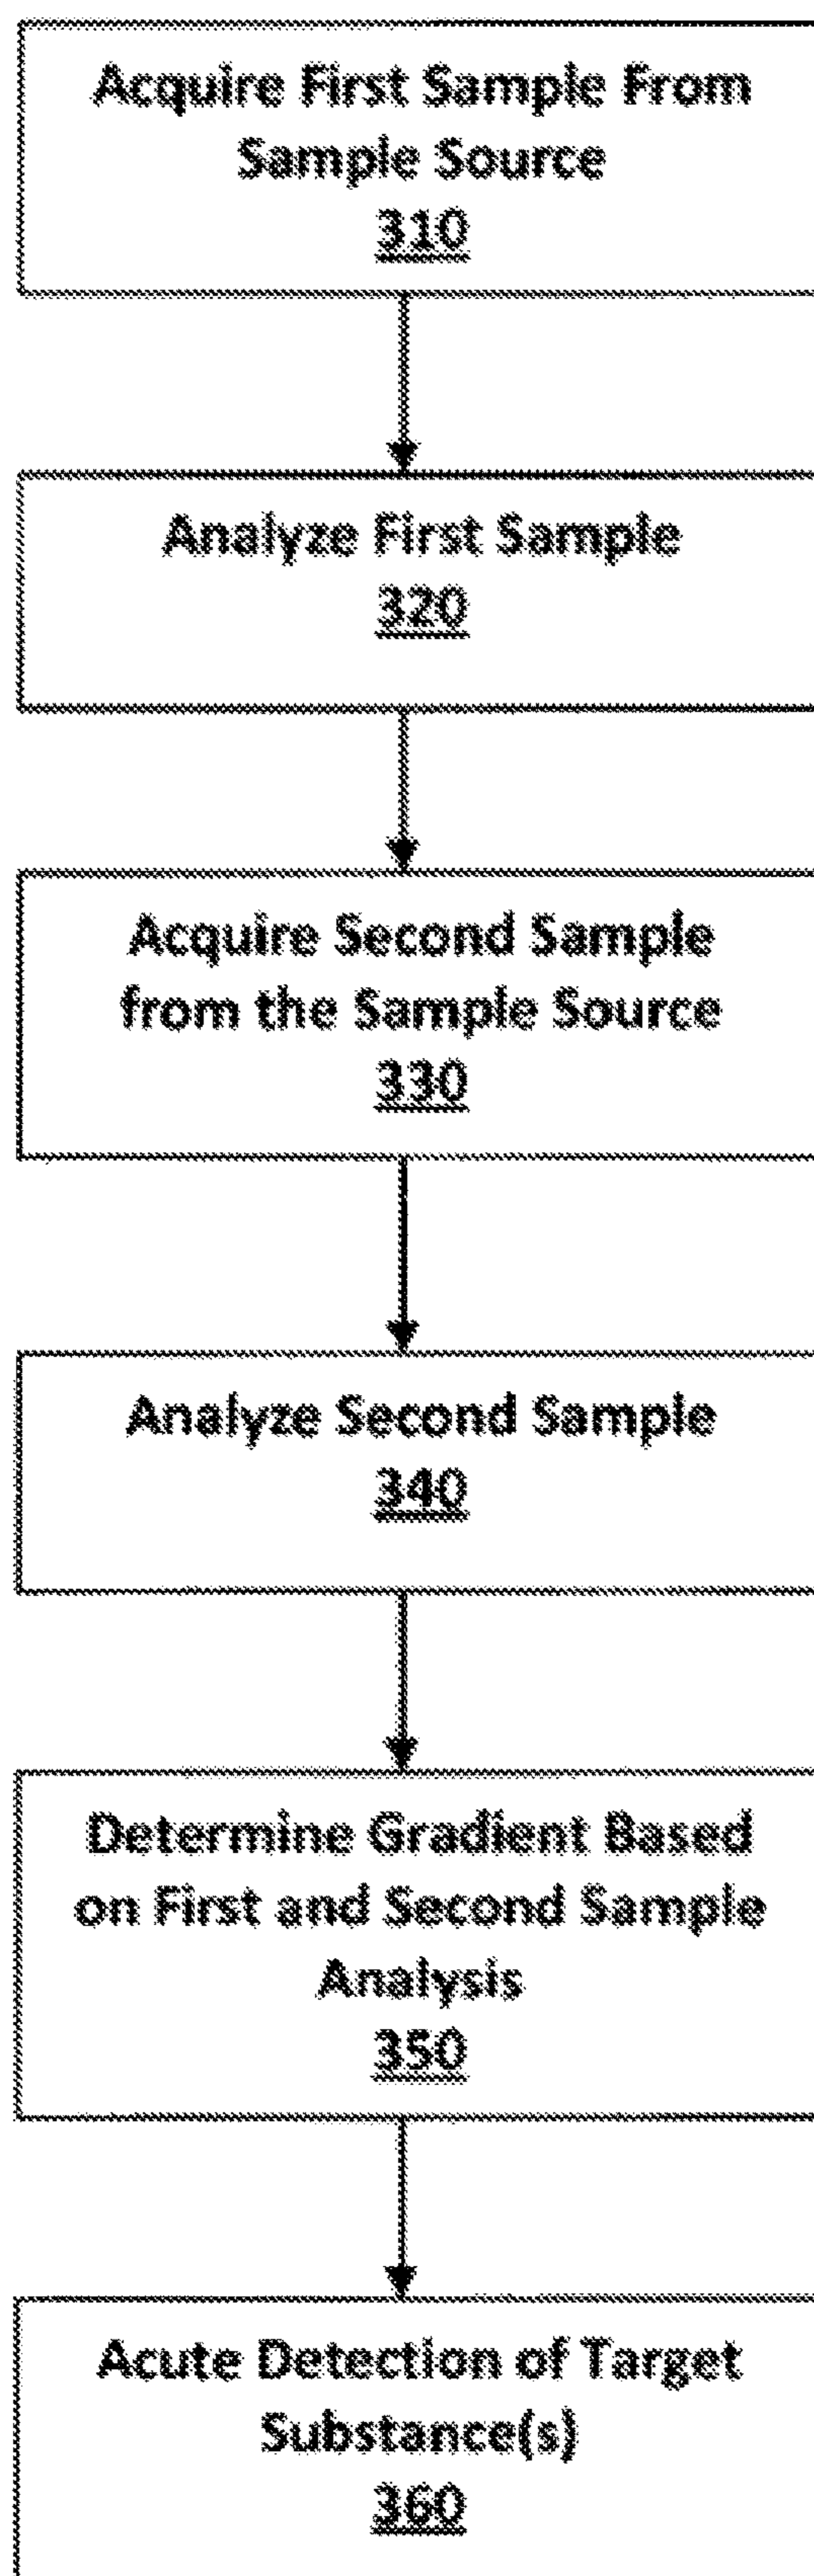 Acquire First Sample From
Sample Source
310
Analyze First Sample
320
Acquire Second Sample
from the Sample Source
330
Analyze Second Sample
340
Determine Gradient Based
on First and Second Sample
Analysis
350
Acute Detection of Target
Substance(s)
360